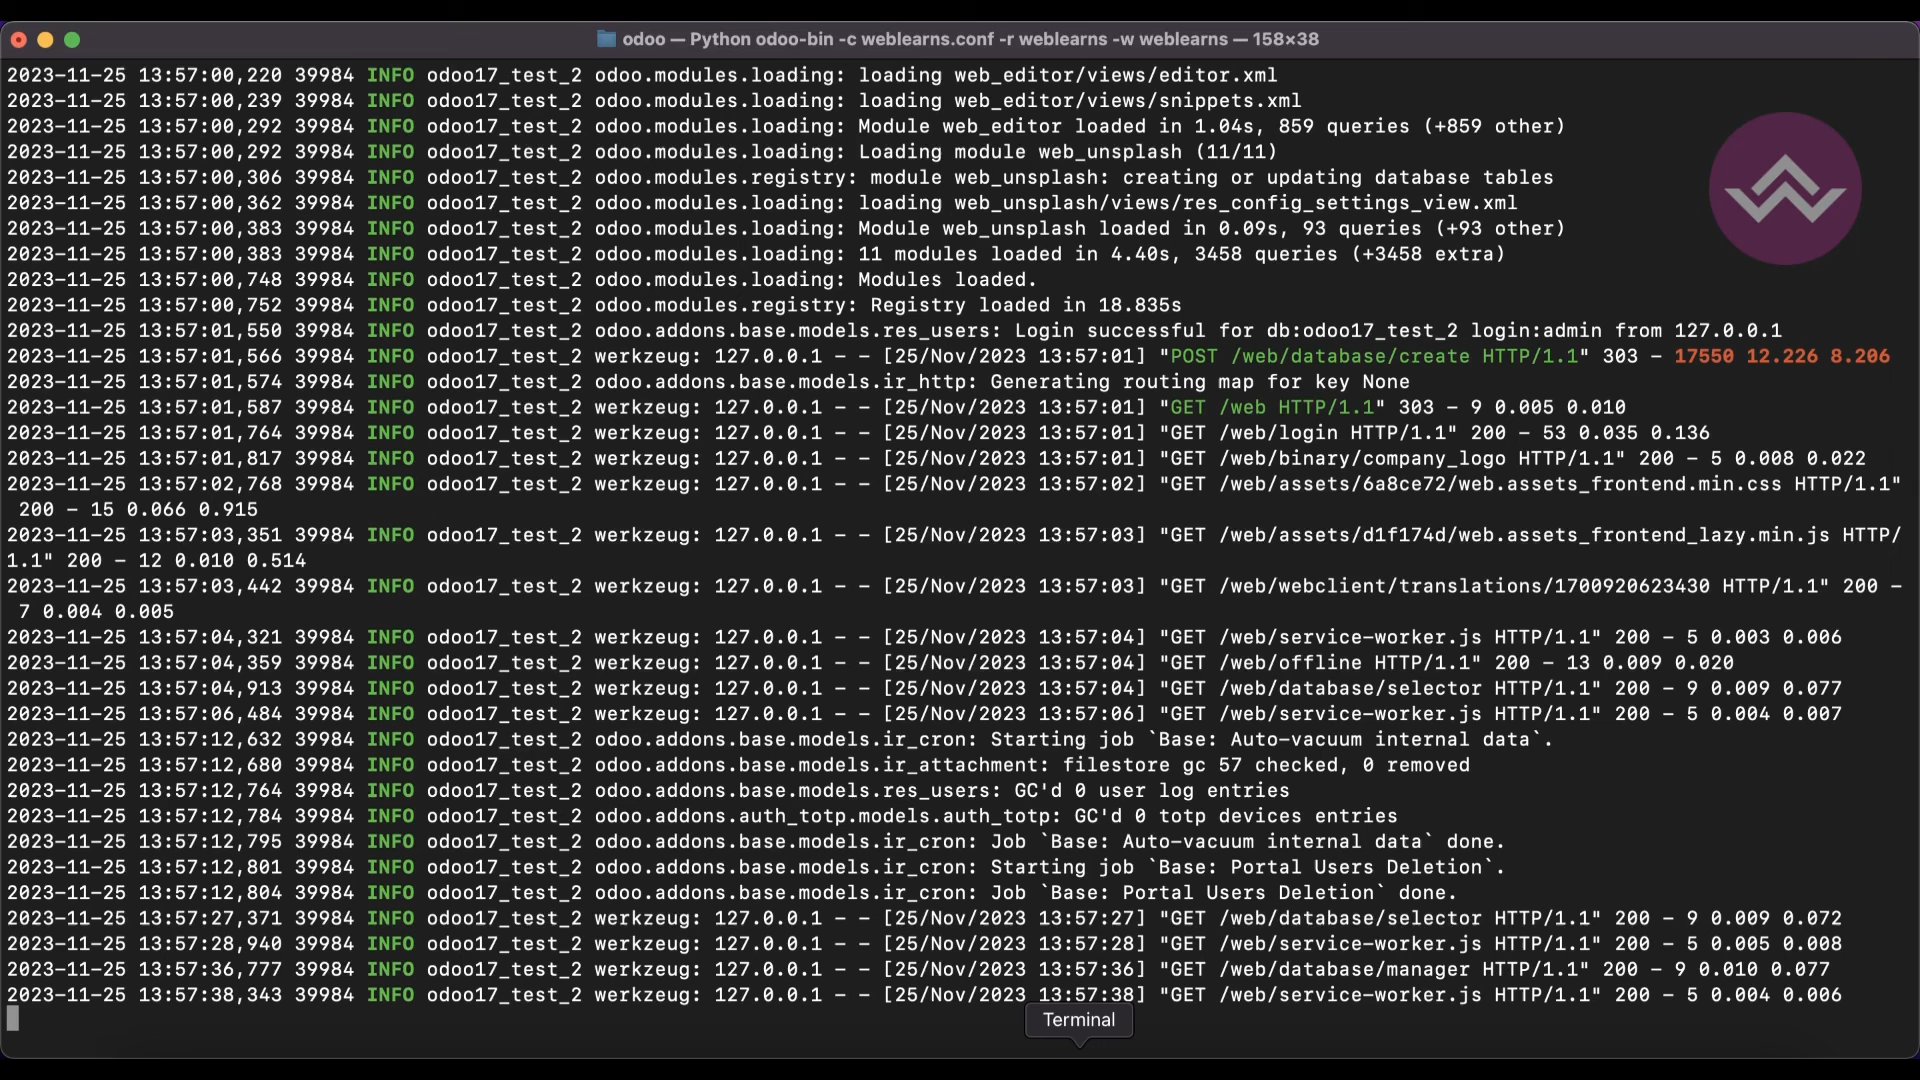 odoo — Python odoo-bin -c weblearns.conf -r weblearns -w weblearns — 158×38
2023-11-25 13:57:00,220 39984 INFO odoo17_test_2 odoo.modules.loading: loading web_editor/views/editor.xml
2023-11-25 13:57:00,239 39984 INFO odoo17_test_2 odoo.modules.loading: loading web_editor/views/snippets.xml
2023-11-25 13:57:00,292 39984 INFO odoo17_test_2 odoo.modules.loading: Module web_editor loaded in 1.04s, 859 queries (+859 other)
2023-11-25 13:57:00,292 39984 INFO odoo17_test_2 odoo.modules.loading: Loading module web_unsplash (11/11)
2023-11-25 13:57:00,306 39984 INFO odoo17_test_2 odoo.modules.registry: module web_unsplash: creating or updating database tables
2023-11-25 13:57:00,362 39984 INFO odoo17_test_2 odoo.modules.loading: loading web_unsplash/views/res_config_settings_view.xml
2023-11-25 13:57:00,383 39984 INFO odoo17_test_2 odoo.modules.loading: Module web_unsplash loaded in 0.09s, 93 queries (+93 other)
2023-11-25 13:57:00,383 39984 INFO odoo17_test_2 odoo.modules.loading: 11 modules loaded in 4.40s, 3458 queries (+3458 extra)
2023-11-25 13:57:00,748 39984 INFO odoo17_test_2 odoo.modules.loading: Modules loaded.
2023-11-25 13:57:00,752 39984 INFO odoo17_test_2 odoo.modules.registry: Registry loaded in 18.835s
2023-11-25 13:57:01,550 39984 INFO odoo17_test_2 odoo.addons.base.models.res_users: Login successful for db:odoo17_test_2 login:admin from 127.0.0.1
2023-11-25 13:57:01,566 39984 INFO odoo17_test_2 werkzeug: 127.0.0.1 - - [25/Nov/2023 13:57:01] "POST /web/database/create HTTP/1.1" 303 - 17550 12.226 8.206
2023-11-25 13:57:01,574 39984 INFO odoo17_test_2 odoo.addons.base.models.ir_http: Generating routing map for key None
2023-11-25 13:57:01,587 39984 INFO odoo17_test_2 werkzeug: 127.0.0.1 - - [25/Nov/2023 13:57:01] "GET /web HTTP/1.1" 303 - 9 0.005 0.010
2023-11-25 13:57:01,764 39984 INFO odoo17_test_2 werkzeug: 127.0.0.1 - - [25/Nov/2023 13:57:01] "GET /web/login HTTP/1.1" 200 - 53 0.035 0.136
2023-11-25 13:57:01,817 39984 INFO odoo17_test_2 werkzeug: 127.0.0.1 - - [25/Nov/2023 13:57:01] "GET /web/binary/company_logo HTTP/1.1" 200 - 5 0.008 0.022
2023-11-25 13:57:02,768 39984 INFO odoo17_test_2 werkzeug: 127.0.0.1 - - [25/Nov/2023 13:57:02] "GET /web/assets/6a8ce72/web.assets_frontend.min.css HTTP/1.1"
200 - 15 0.066 0.915
2023-11-25 13:57:03,351 39984 INFO odoo17_test_2 werkzeug: 127.0.0.1 - - [25/Nov/2023 13:57:03] "GET /web/assets/d1f174d/web.assets_frontend_lazy.min.js HTTP/
1.1" 200 - 12 0.010 0.514
2023-11-25 13:57:03,442 39984 INFO odoo17_test_2 werkzeug: 127.0.0.1 - - [25/Nov/2023 13:57:03] "GET /web/webclient/translations/1700920623430 HTTP/1.1" 200 -
7 0.004 0.005
2023-11-25 13:57:04,321 39984 INFO odoo17_test_2 werkzeug: 127.0.0.1 - - [25/Nov/2023 13:57:04] "GET /web/service-worker.js HTTP/1.1" 200 - 5 0.003 0.006
2023-11-25 13:57:04,359 39984 INFO odoo17_test_2 werkzeug: 127.0.0.1 - - [25/Nov/2023 13:57:04] "GET /web/offline HTTP/1.1" 200 - 13 0.009 0.020
2023-11-25 13:57:04,913 39984 INFO odoo17_test_2 werkzeug: 127.0.0.1 - - [25/Nov/2023 13:57:04] "GET /web/database/selector HTTP/1.1" 200 - 9 0.009 0.077
2023-11-25 13:57:06,484 39984 INFO odoo17_test_2 werkzeug: 127.0.0.1 - - [25/Nov/2023 13:57:06] "GET /web/service-worker.js HTTP/1.1" 200 - 5 0.004 0.007
2023-11-25 13:57:12,632 39984 INFO odoo17_test_2 odoo.addons.base.models.ir_cron: Starting job `Base: Auto-vacuum internal data`.
2023-11-25 13:57:12,680 39984 INFO odoo17_test_2 odoo.addons.base.models.ir_attachment: filestore gc 57 checked, 0 removed
2023-11-25 13:57:12,764 39984 INFO odoo17_test_2 odoo.addons.base.models.res_users: GC'd 0 user log entries
2023-11-25 13:57:12,784 39984 INFO odoo17_test_2 odoo.addons.auth_totp.models.auth_totp: GC'd 0 totp devices entries
2023-11-25 13:57:12,795 39984 INFO odoo17_test_2 odoo.addons.base.models.ir_cron: Job `Base: Auto-vacuum internal data` done.
2023-11-25 13:57:12,801 39984 INFO odoo17_test_2 odoo.addons.base.models.ir_cron: Starting job `Base: Portal Users Deletion`.
2023-11-25 13:57:12,804 39984 INFO odoo17_test_2 odoo.addons.base.models.ir_cron: Job `Base: Portal Users Deletion` done.
2023-11-25 13:57:27,371 39984 INFO odoo17_test_2 werkzeug: 127.0.0.1 - - [25/Nov/2023 13:57:27] "GET /web/database/selector HTTP/1.1" 200 - 9 0.009 0.072
2023-11-25 13:57:28,940 39984 INFO odoo17_test_2 werkzeug: 127.0.0.1 - - [25/Nov/2023 13:57:28] "GET /web/service-worker.js HTTP/1.1" 200 - 5 0.005 0.008
2023-11-25 13:57:36,777 39984 INFO odoo17_test_2 werkzeug: 127.0.0.1 - - [25/Nov/2023 13:57:36] "GET /web/database/manager HTTP/1.1" 200 - 9 0.010 0.077
2023-11-25 13:57:38,343 39984 INFO odoo17_test_2 werkzeug: 127.0.0.1 - - [25/Nov/2023 13:57:38] "GET /web/service-worker.js HTTP/1.1" 200 - 5 0.004 0.006
Terminal